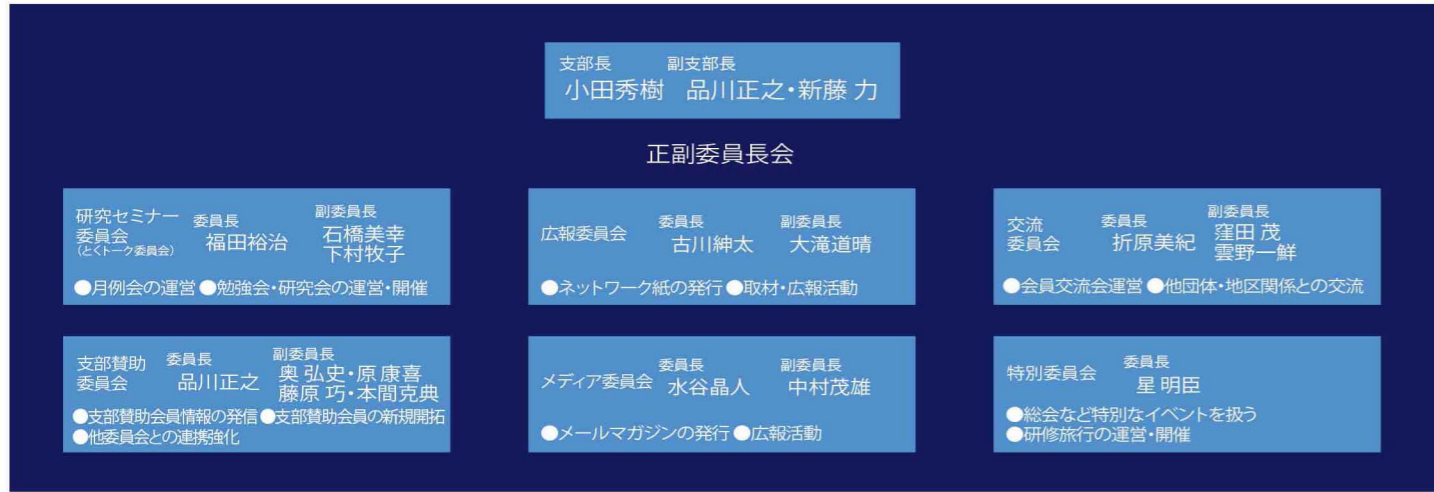 支部長 副支部長
小田秀樹 品川正之・新藤 力
正副委員長会
研究セミナー委員会
(とくトーク委員会)
委員長
福田裕治
副委員長
石橋美幸
下村牧子
●月例会の運営 ●勉強会・研究会の運営・開催
広報委員会
委員長
古川紳太
副委員長
大滝道晴
●ネットワーク紙の発行 ●取材・広報活動
交流
委員会
委員長
折原美紀
副委員長
窪田 茂
雲野一鮮
●会員交流会運営 ●他団体・地区関係との交流
支部賛助
委員会
委員長
品川正之
副委員長
奥 弘史・原 康喜
藤原 巧・本間克典
●支部賛助会員情報の発信 ●支部賛助会員の新規開拓
●他委員会との連携強化
メディア委員会
委員長
水谷晶人
副委員長
中村茂雄
●メールマガジンの発行 ●広報活動
特別委員会
委員長
星 明臣
●総会など特別なイベントを扱う
●研修旅行の運営・開催